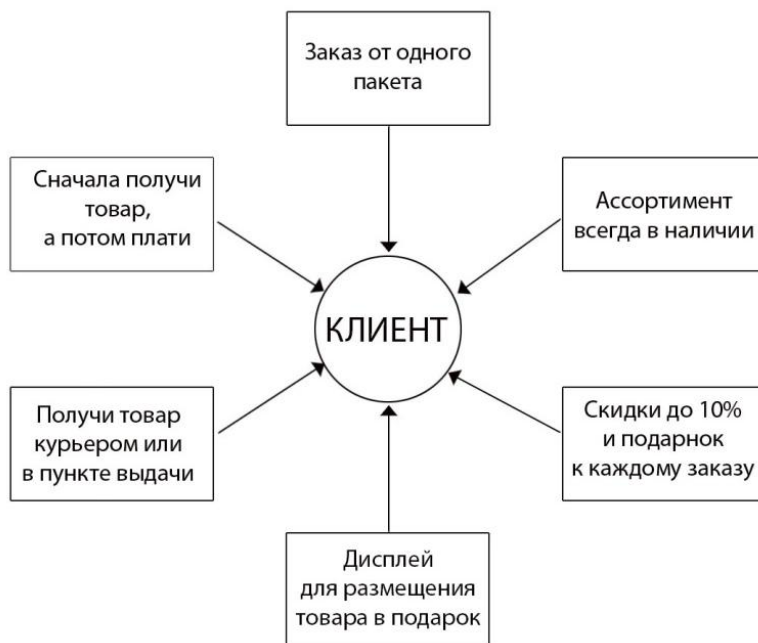 Заказ от одного
пакета
Сначала получи
товар,
а потом плати
Ассортимент
всегда в наличии
КЛИЕНТ
Получи товар
курьером или
в пункте выдачи
Скидки до 10%
и подарнок
к каждому заказу
Дисплей
для размещения
товара в подарок